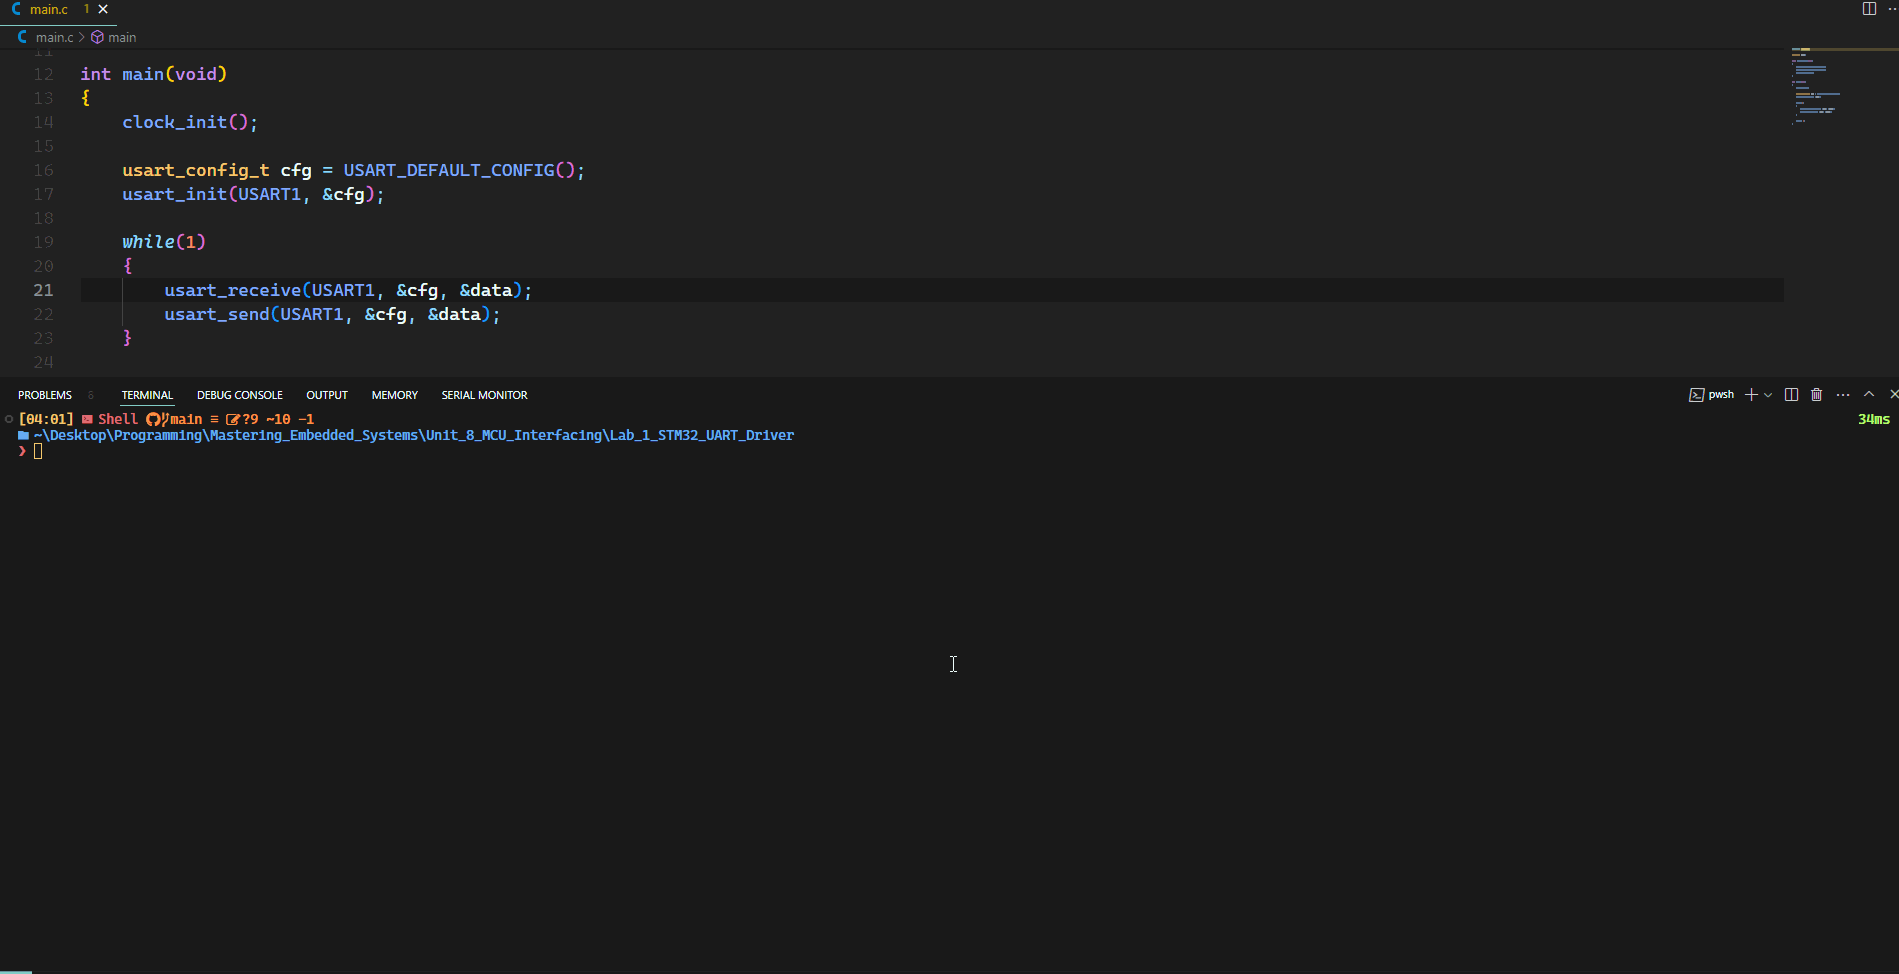 main.c 1
main.c > main
11
12 int main(void)
13 {
14 clock_init();
15
16 usart_config_t cfg = USART_DEFAULT_CONFIG();
17 usart_init(USART1, &cfg);
18
19 while(1)
20 {
21 usart_receive(USART1, &cfg, &data);
22 usart_send(USART1, &cfg, &data);
23 }
24
PROBLEMS 8 TERMINAL DEBUG CONSOLE OUTPUT MEMORY SERIAL MONITOR pwsh
[04:01] Shell main ≡ ?9 ~10 -1 34ms
~\Desktop\Programming\Mastering_Embedded_Systems\Unit_8_MCU_Interfacing\Lab_1_STM32_UART_Driver
❯